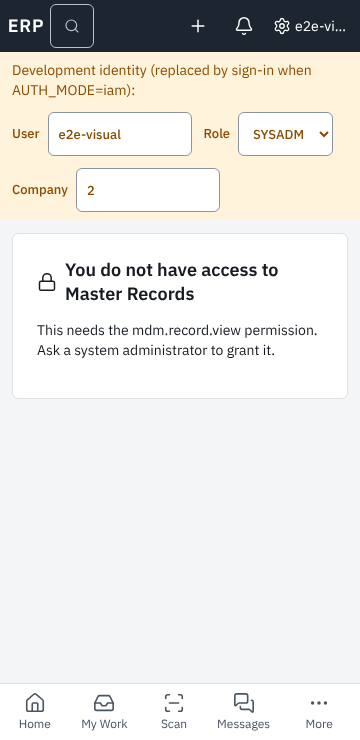 ERP
e2e-vi...
Development identity (replaced by sign-in when
AUTH_MODE=iam):
User e2e-visual Role SYSADM
Company 2
You do not have access to
Master Records
This needs the mdm.record.view permission.
Ask a system administrator to grant it.
Home My Work Scan Messages More